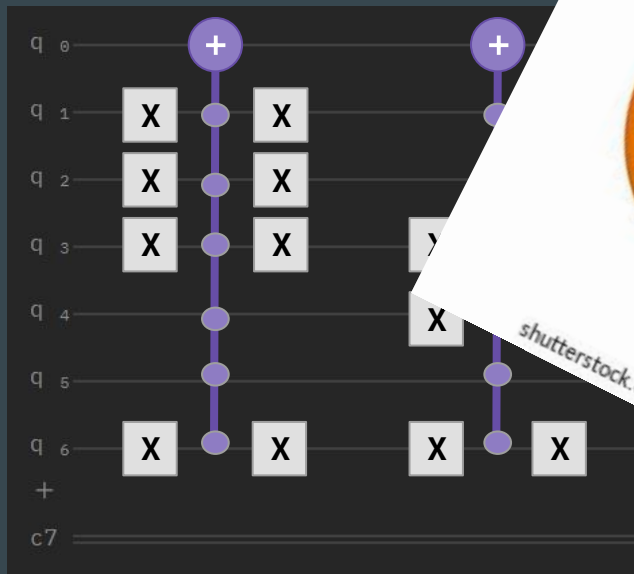 q 0 + +
q 1 X X
q 2 X X
q 3 X X
q 4 X
q 5
q 6 X X X X
+
c7
shutterstock.